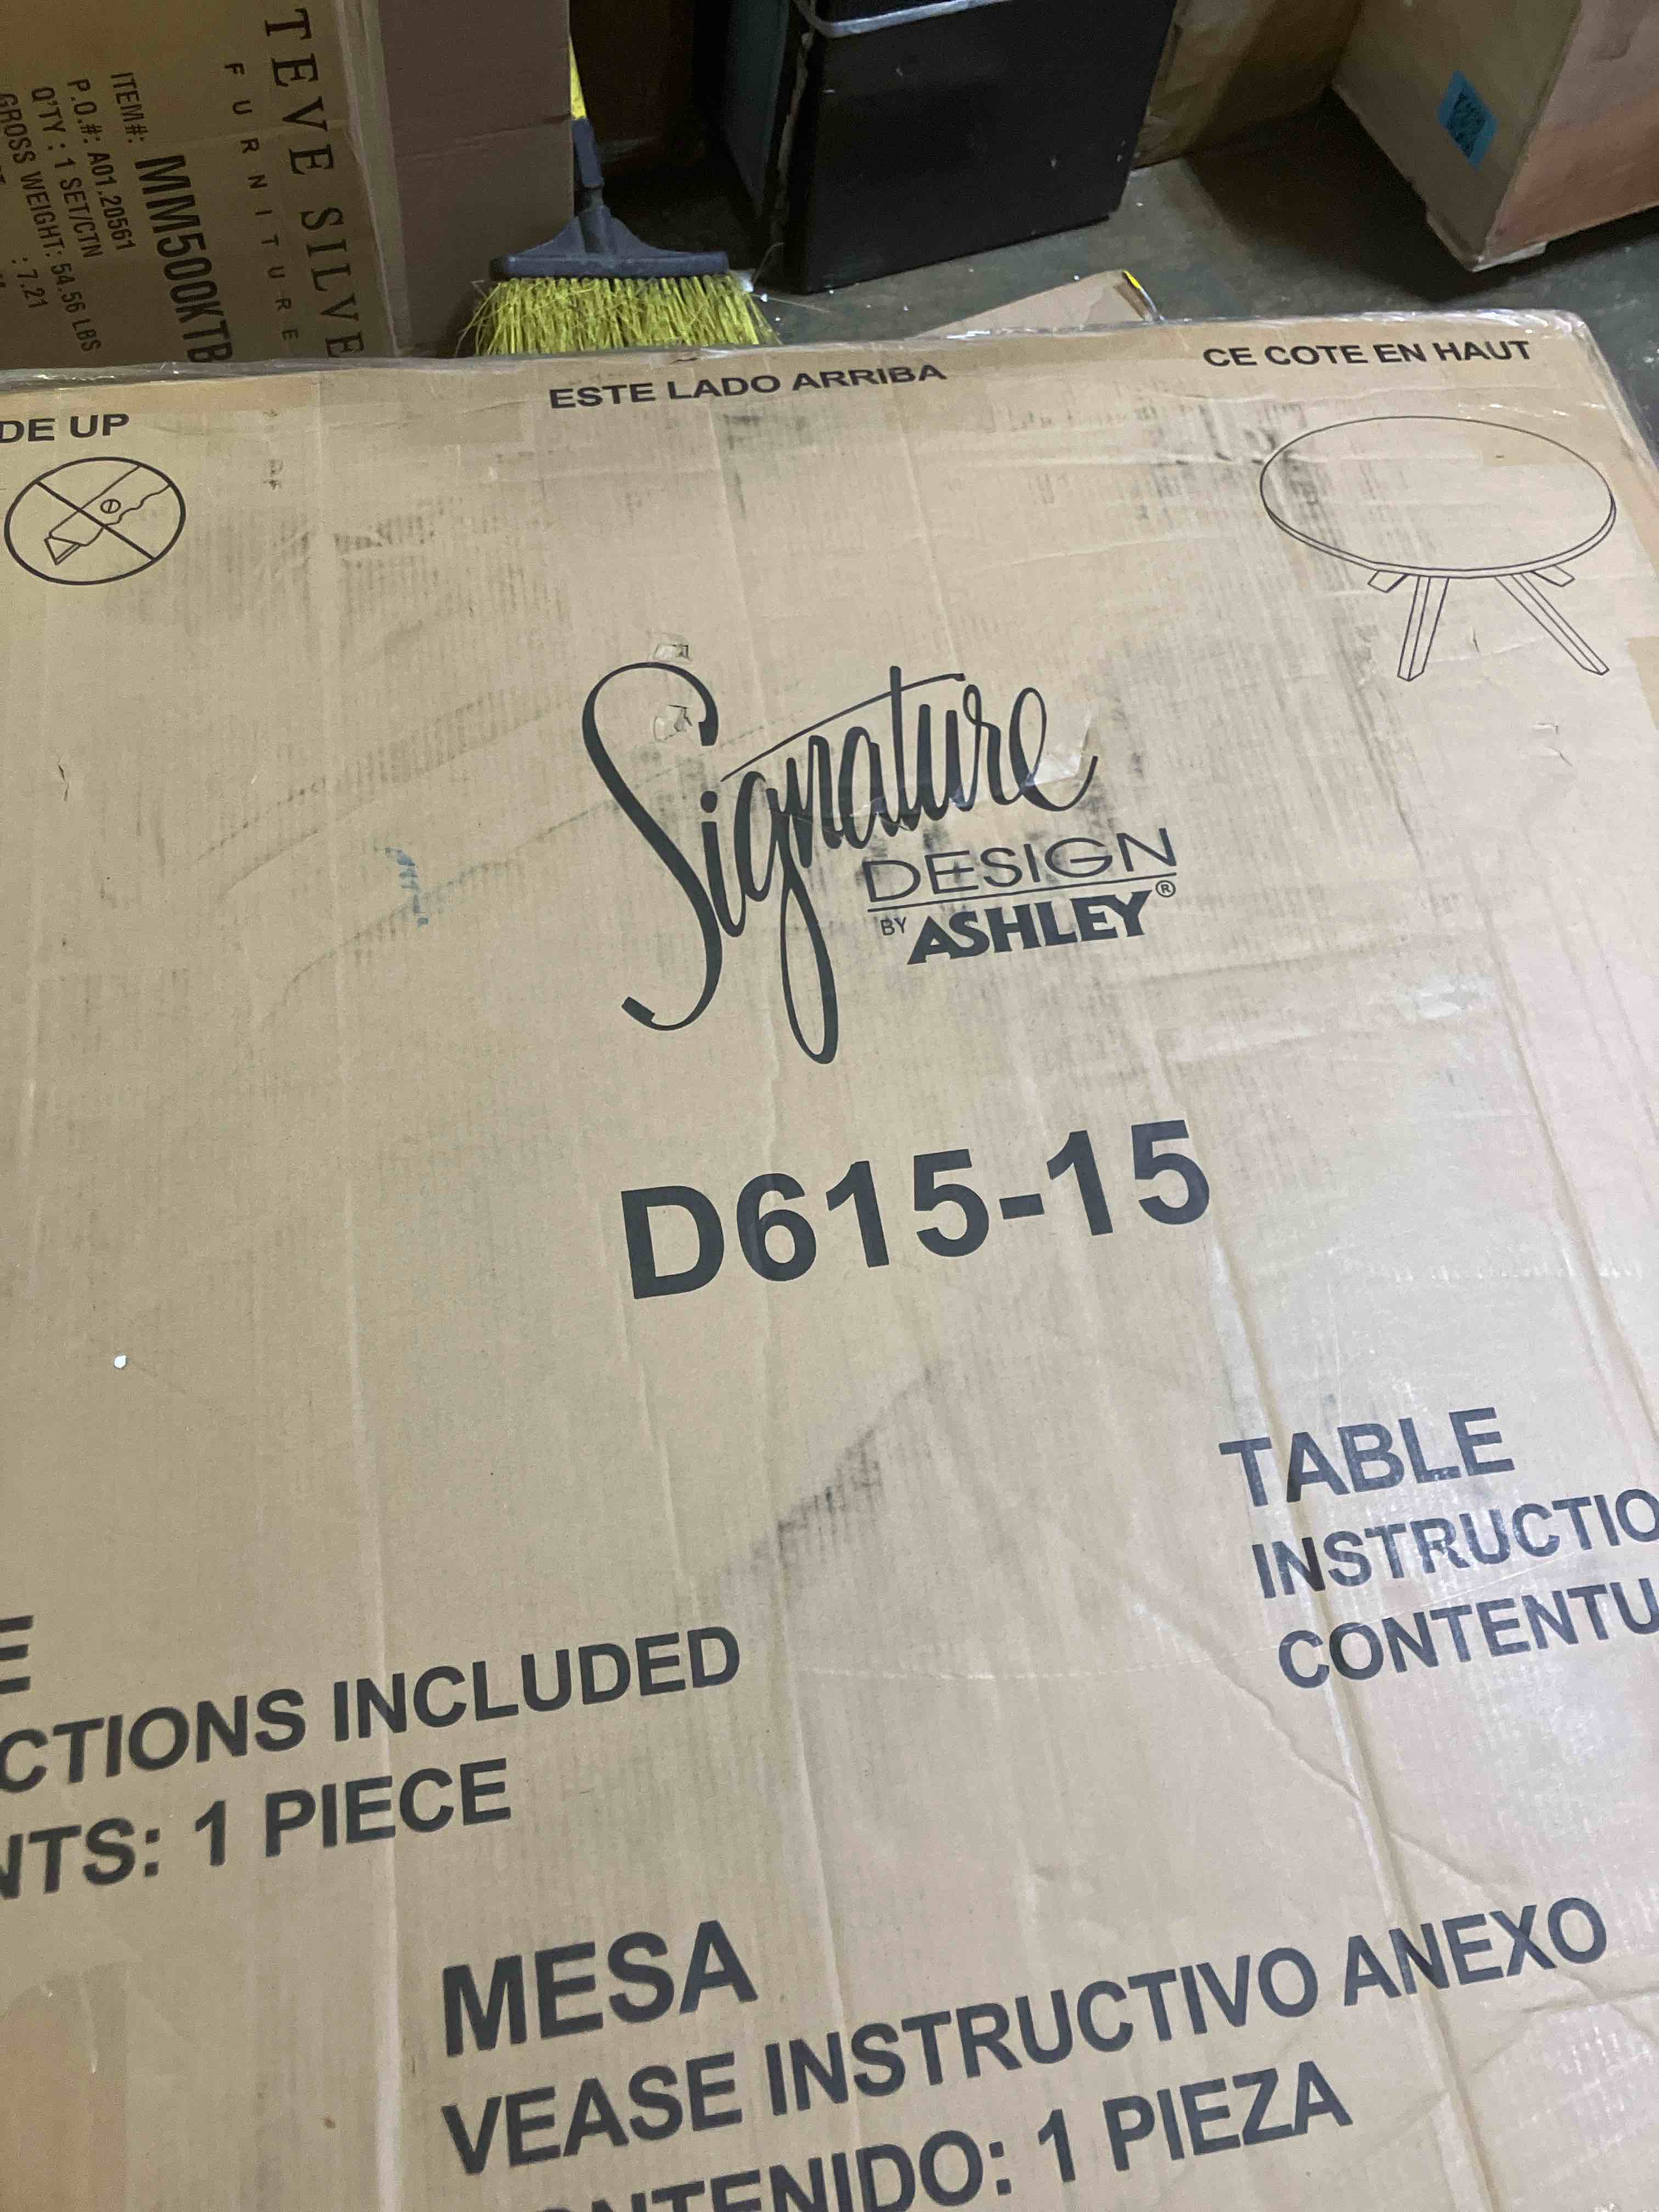 TEVE SILVE
FURNITURE
ITEM#: MM500KTB
P.O.#: A01.20561
Q'TY : 1 SET/CTN
GROSS WEIGHT: 54.56 LBS
: 7.21
DE UP
ESTE LADO ARRIBA
CE COTE EN HAUT
Signature
DESIGN
BY ASHLEY®
D615-15
TABLE
INSTRUCTIO
CONTENTU
E
CTIONS INCLUDED
NTS: 1 PIECE
MESA
VEASE INSTRUCTIVO ANEXO
NTENIDO: 1 PIEZA